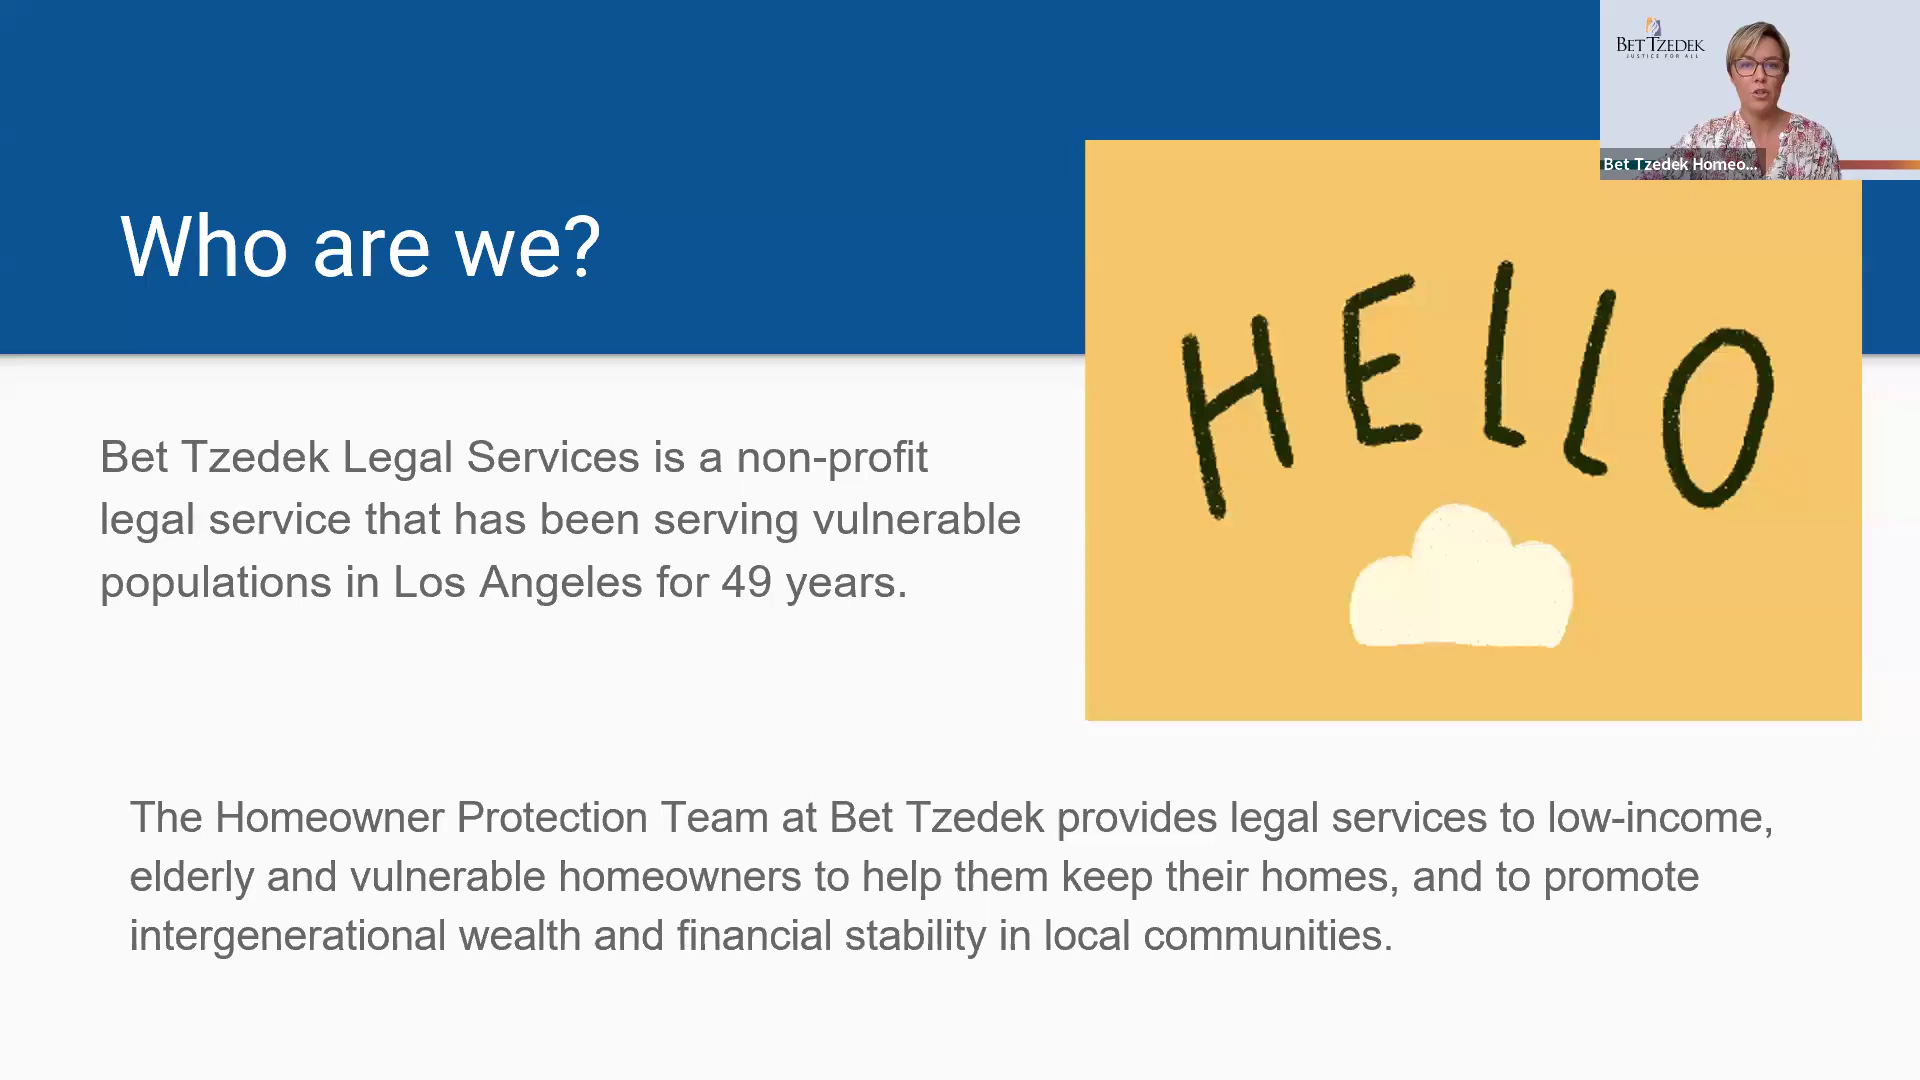 BET TZEDEK
JUSTICE FOR ALL
Bet Tzedek Homeo...
Who are we?
HELLO
Bet Tzedek Legal Services is a non-profit
legal service that has been serving vulnerable
populations in Los Angeles for 49 years.
The Homeowner Protection Team at Bet Tzedek provides legal services to low-income,
elderly and vulnerable homeowners to help them keep their homes, and to promote
intergenerational wealth and financial stability in local communities.